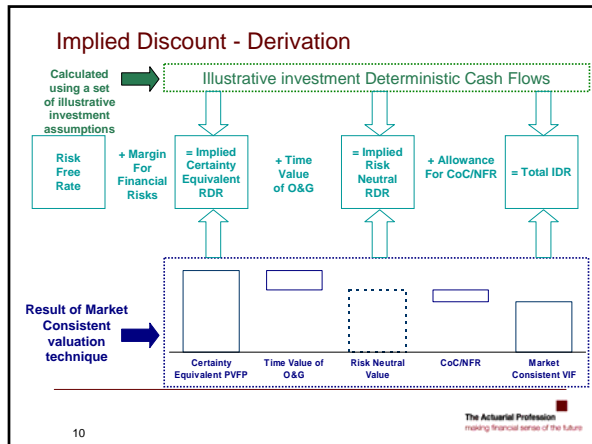 Implied Discount - Derivation
Calculated
using a set
of illustrative
investment
assumptions
Illustrative investment Deterministic Cash Flows
Risk
Free
Rate
+ Margin
For
Financial
Risks
= Implied
Certainty
Equivalent
RDR
+ Time
Value
of O&G
= Implied
Risk
Neutral
RDR
+ Allowance
For CoC/NFR
= Total IDR
Result of Market
Consistent
valuation
technique
Certainty
Equivalent PVFP
Time Value of
O&G
Risk Neutral
Value
CoC/NFR
Market
Consistent VIF
10
The Actuarial Profession
making financial sense of the future